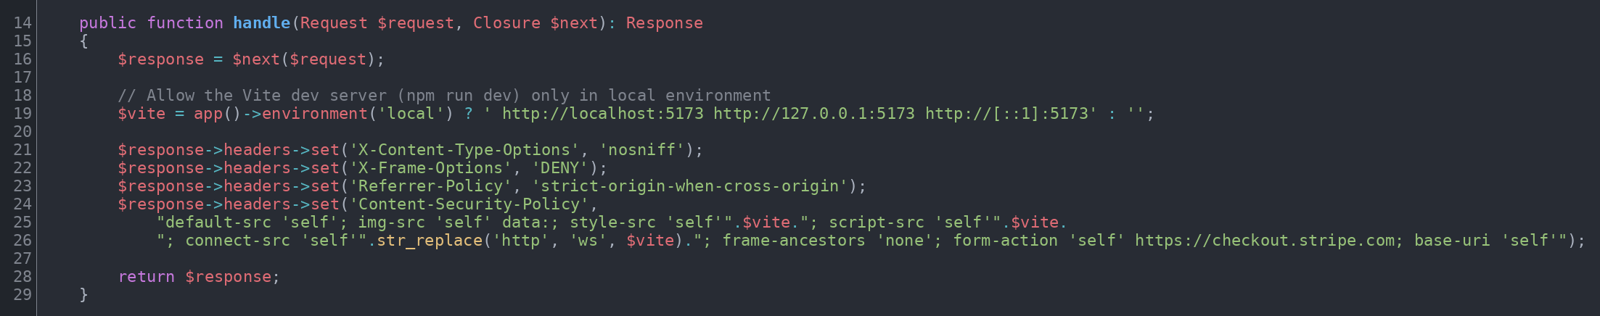 14    public function handle(Request $request, Closure $next): Response
15    {
16        $response = $next($request);
17
18        // Allow the Vite dev server (npm run dev) only in local environment
19        $vite = app()->environment('local') ? ' http://localhost:5173 http://127.0.0.1:5173 http://[::1]:5173' : '';
20
21        $response->headers->set('X-Content-Type-Options', 'nosniff');
22        $response->headers->set('X-Frame-Options', 'DENY');
23        $response->headers->set('Referrer-Policy', 'strict-origin-when-cross-origin');
24        $response->headers->set('Content-Security-Policy',
25            "default-src 'self'; img-src 'self' data:; style-src 'self'".$vite."; script-src 'self'".$vite.
26            "; connect-src 'self'".str_replace('http', 'ws', $vite)."; frame-ancestors 'none'; form-action 'self' https://checkout.stripe.com; base-uri 'self'");
27
28        return $response;
29    }